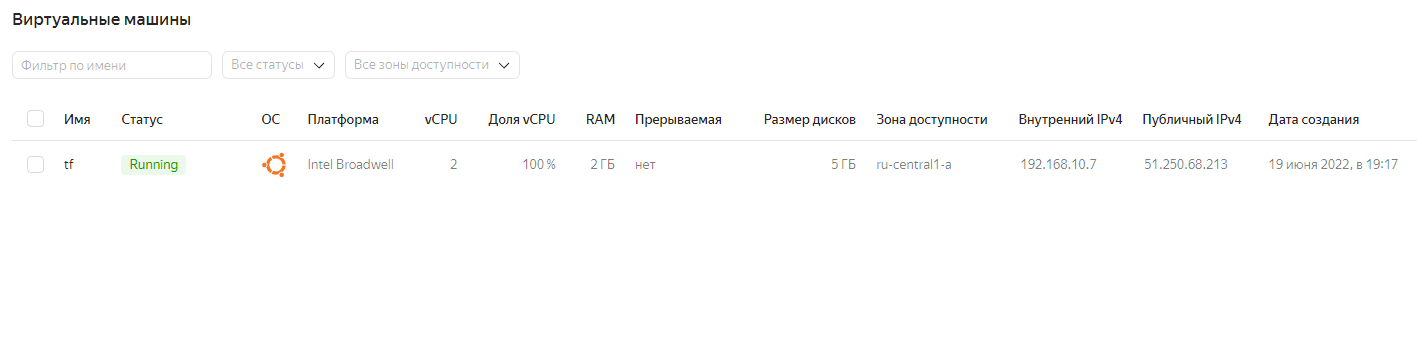 Виртуальные машины
Фильтр по имени Все статусы Все зоны доступности
Имя Статус ОС Платформа vCPU Доля vCPU RAM Прерываемая Размер дисков Зона доступности Внутренний IPv4 Публичный IPv4 Дата создания
tf Running Intel Broadwell 2 100 % 2 ГБ нет 5 ГБ ru-central1-a 192.168.10.7 51.250.68.213 19 июня 2022, в 19:17